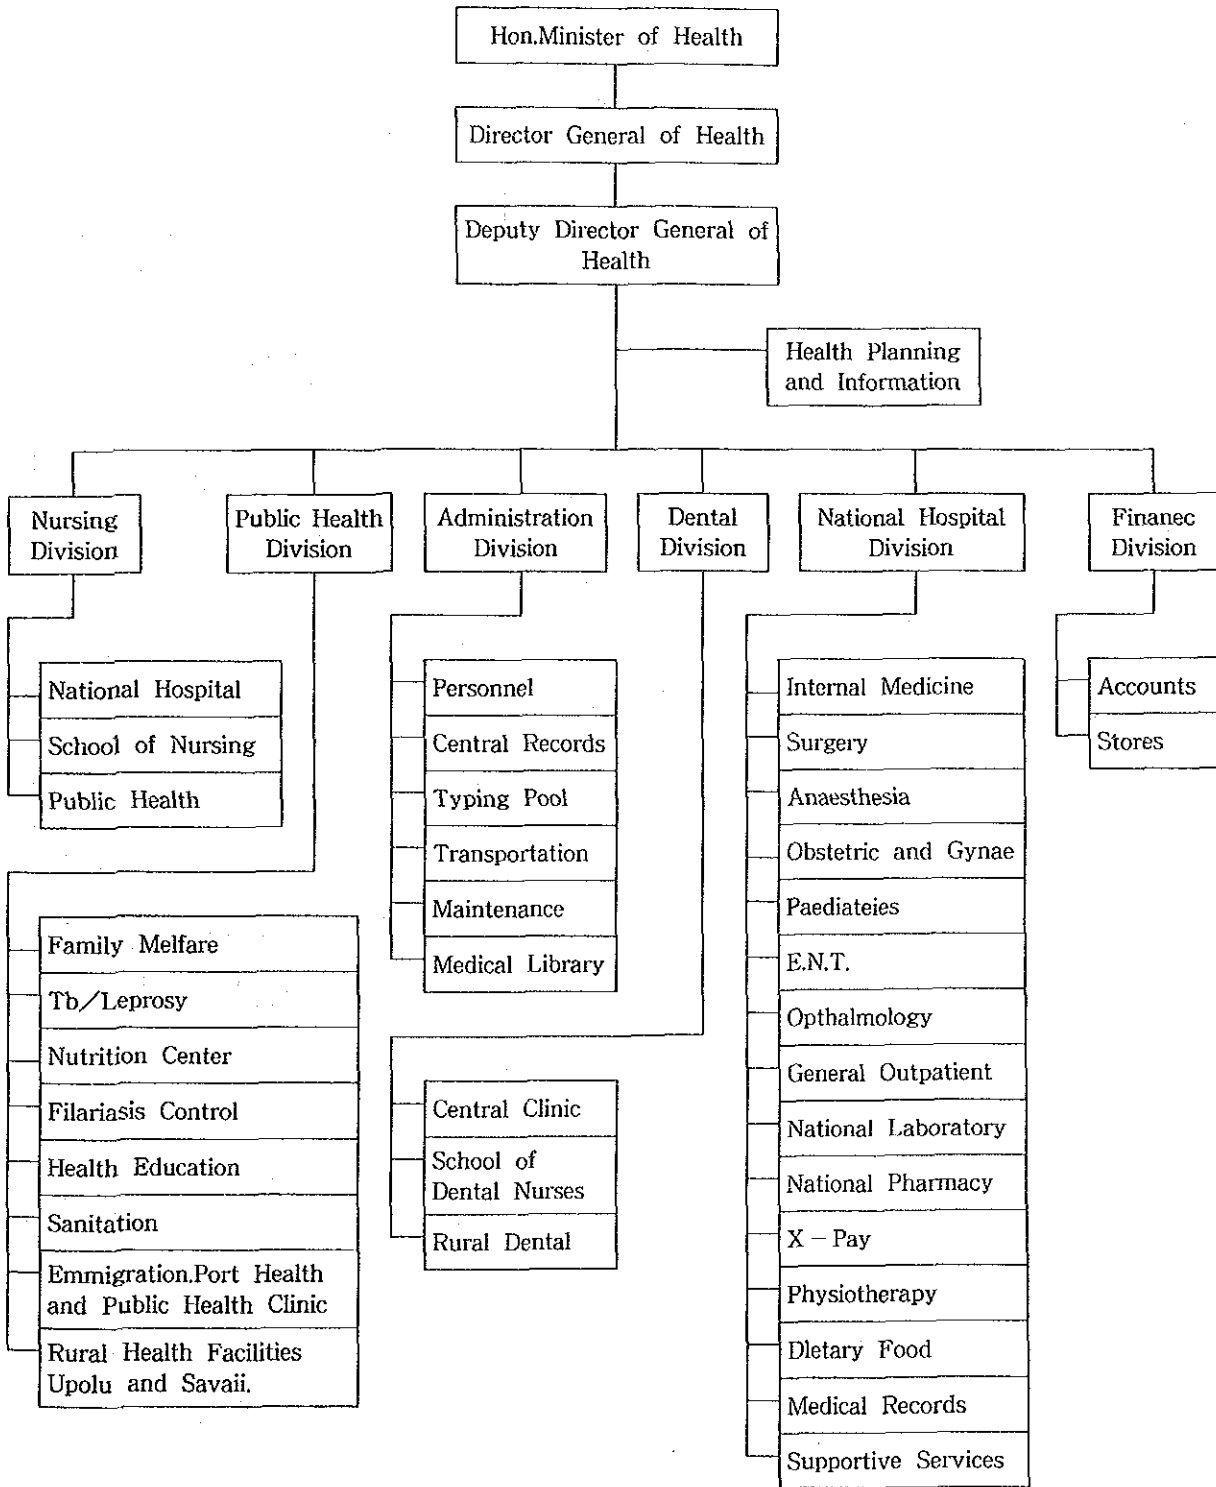 Hon.Minister of Health
Director General of Health
Deputy Director General of
Health
Health Planning
and Information
Nursing
Division
Public Health
Division
Administration
Division
Dental
Division
National Hospital
Division
Finanec
Division
National Hospital
School of Nursing
Public Health
Family Melfare
Tb/Leprosy
Nutrition Center
Filariasis Control
Health Education
Sanitation
Emmigration.Port Health
and Public Health Clinic
Rural Health Facilities
Upolu and Savaii.
Personnel
Central Records
Typing Pool
Transportation
Maintenance
Medical Library
Central Clinic
School of
Dental Nurses
Rural Dental
Internal Medicine
Surgery
Anaesthesia
Obstetric and Gynae
Paediateies
E.N.T.
Opthalmology
General Outpatient
National Laboratory
National Pharmacy
X－Pay
Physiotherapy
Dletary Food
Medical Records
Supportive Services
Accounts
Stores